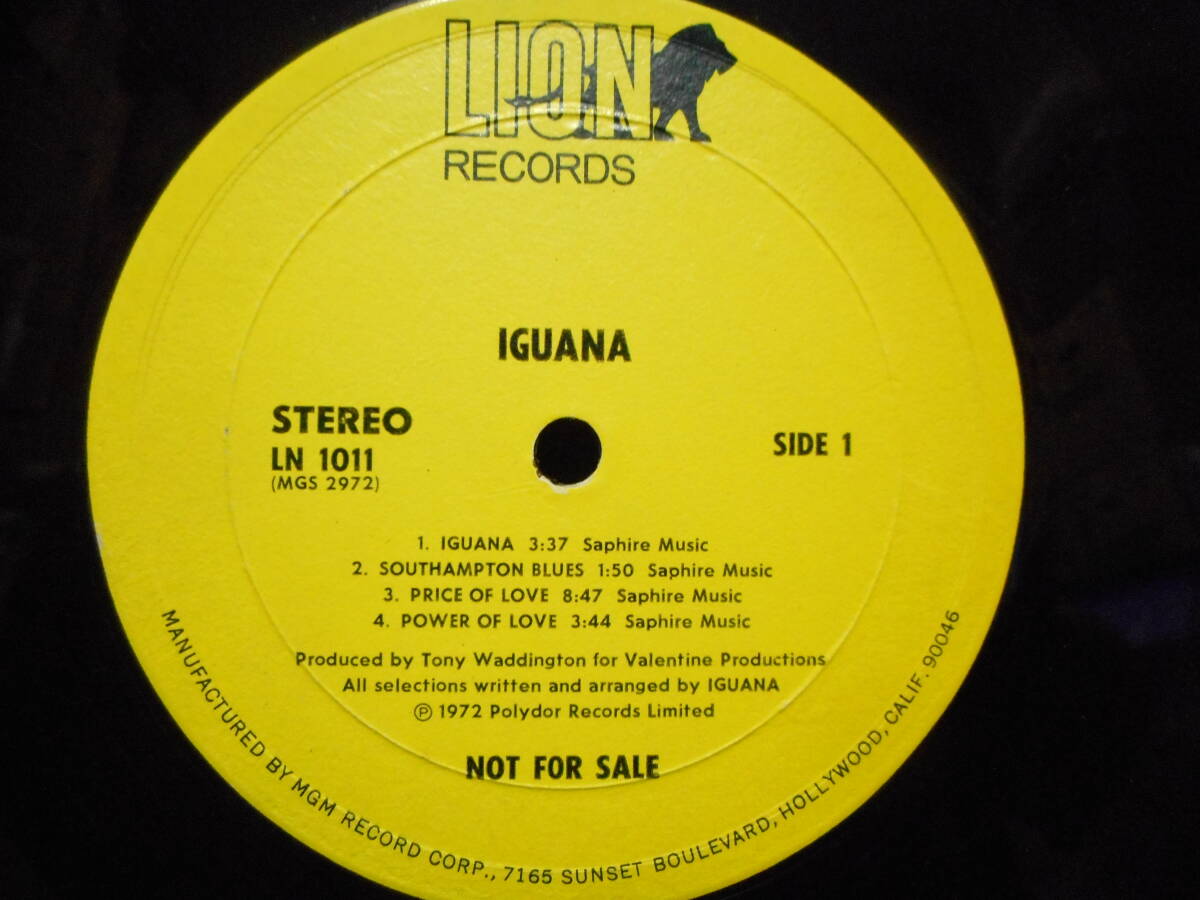 LION
RECORDS
IGUANA
STEREO
LN 1011
(MGS 2972)
SIDE 1
1. IGUANA 3:37 Saphire Music
2. SOUTHAMPTON BLUES 1:50 Saphire Music
3. PRICE OF LOVE 8:47 Saphire Music
4. POWER OF LOVE 3:44 Saphire Music
Produced by Tony Waddington for Valentine Productions
All selections written and arranged by IGUANA
℗ 1972 Polydor Records Limited
NOT FOR SALE
MANUFACTURED BY MGM RECORD CORP., 7165 SUNSET BOULEVARD, HOLLYWOOD, CALIF. 90046